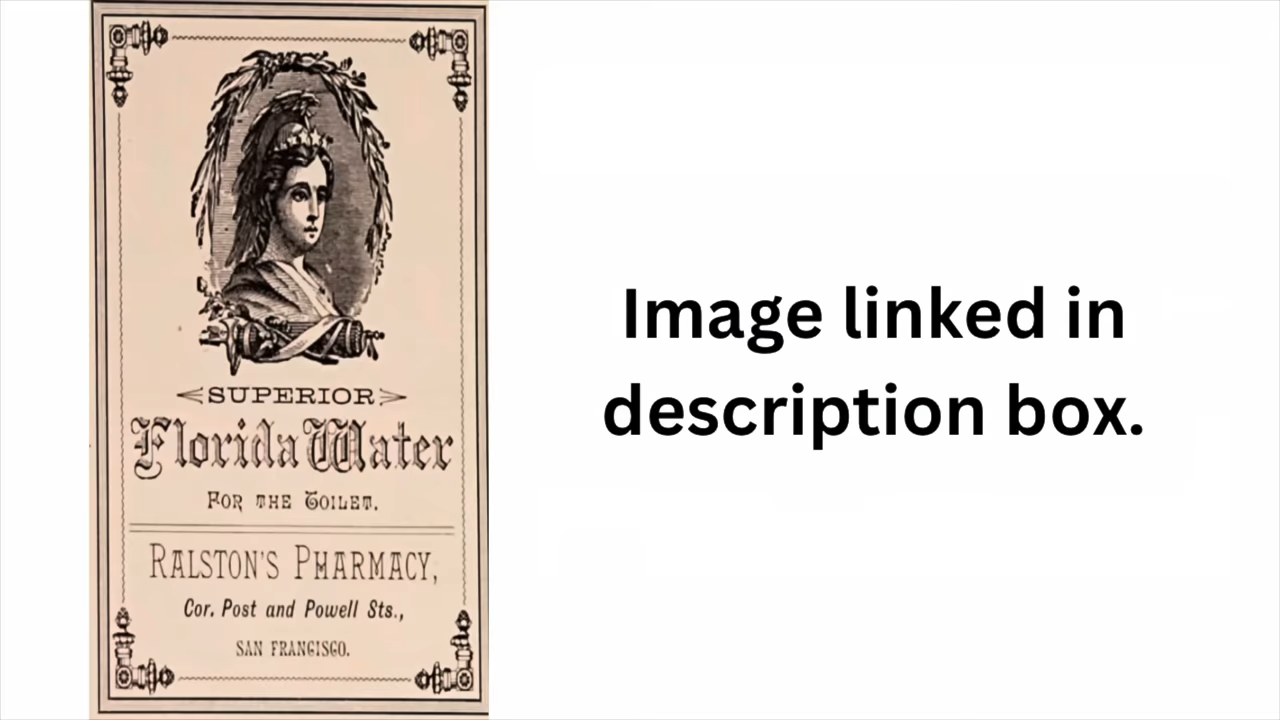 SUPERIOR
Florida Water
FOR THE TOILET.
RALSTON'S PHARMACY,
Cor. Post and Powell Sts.,
SAN FRANCISCO.
Image linked in
description box.